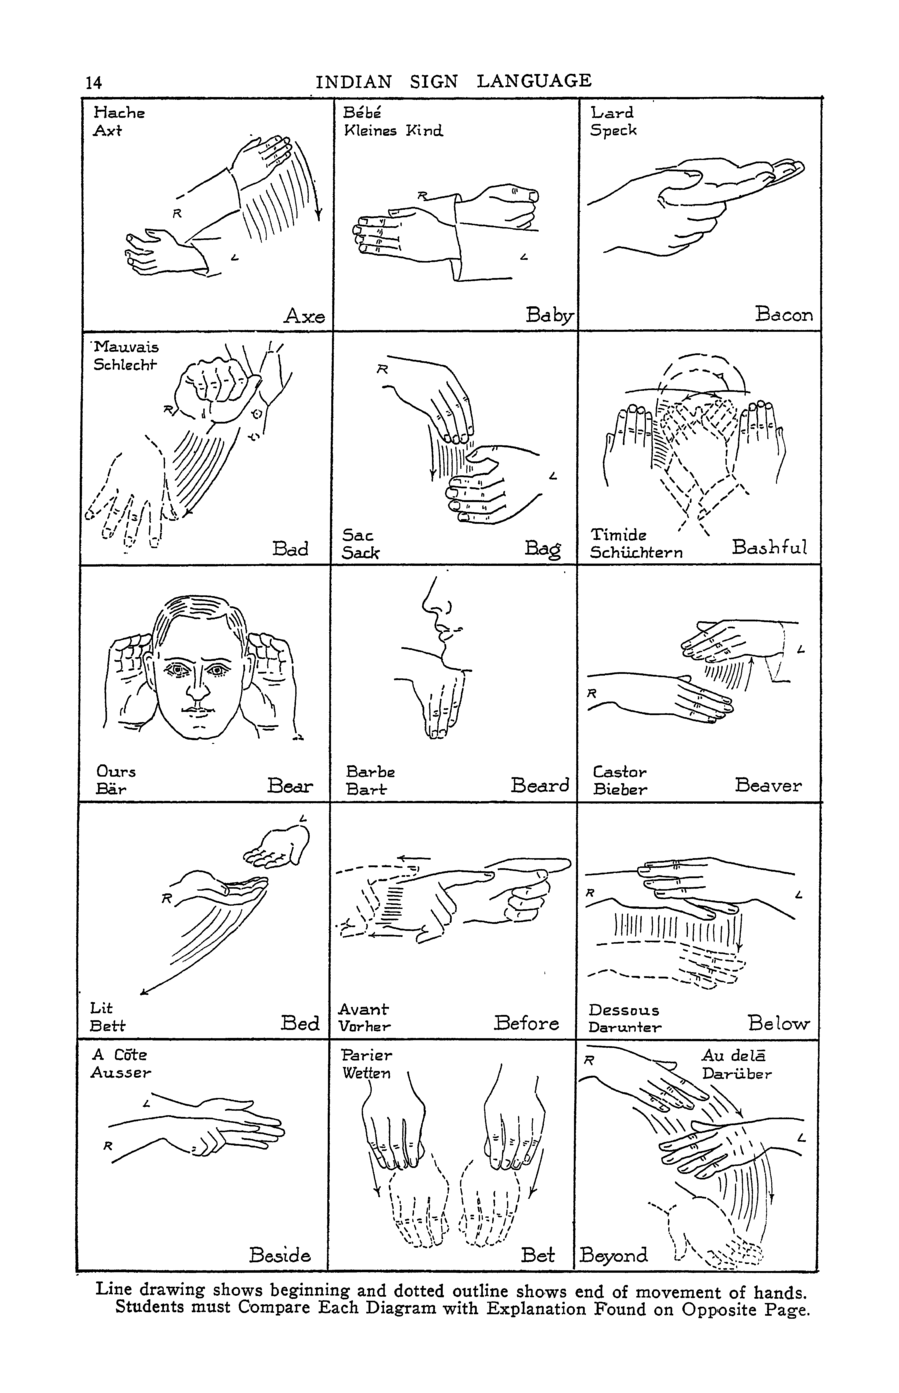 14 INDIAN SIGN LANGUAGE
Hache
Axt
R
L
Axe
Bébé
Kleines Kind
R
L
Baby
Lard
Speck
Bacon
Mauvais
Schlecht
R
Bad
R
L
Sac
Sack
Bag
Timide
Schüchtern
Bashful
Ours
Bär
Bear
Barbe
Bart
Beard
L
R
Castor
Bieber
Beaver
L
R
Lit
Bett
Bed
Avant
Vorher
Before
R
L
Dessous
Darunter
Below
A Côte
Ausser
L
R
Beside
Parier
Wetten
Bet
R
Au delā
Darüber
L
Beyond
Line drawing shows beginning and dotted outline shows end of movement of hands.
Students must Compare Each Diagram with Explanation Found on Opposite Page.